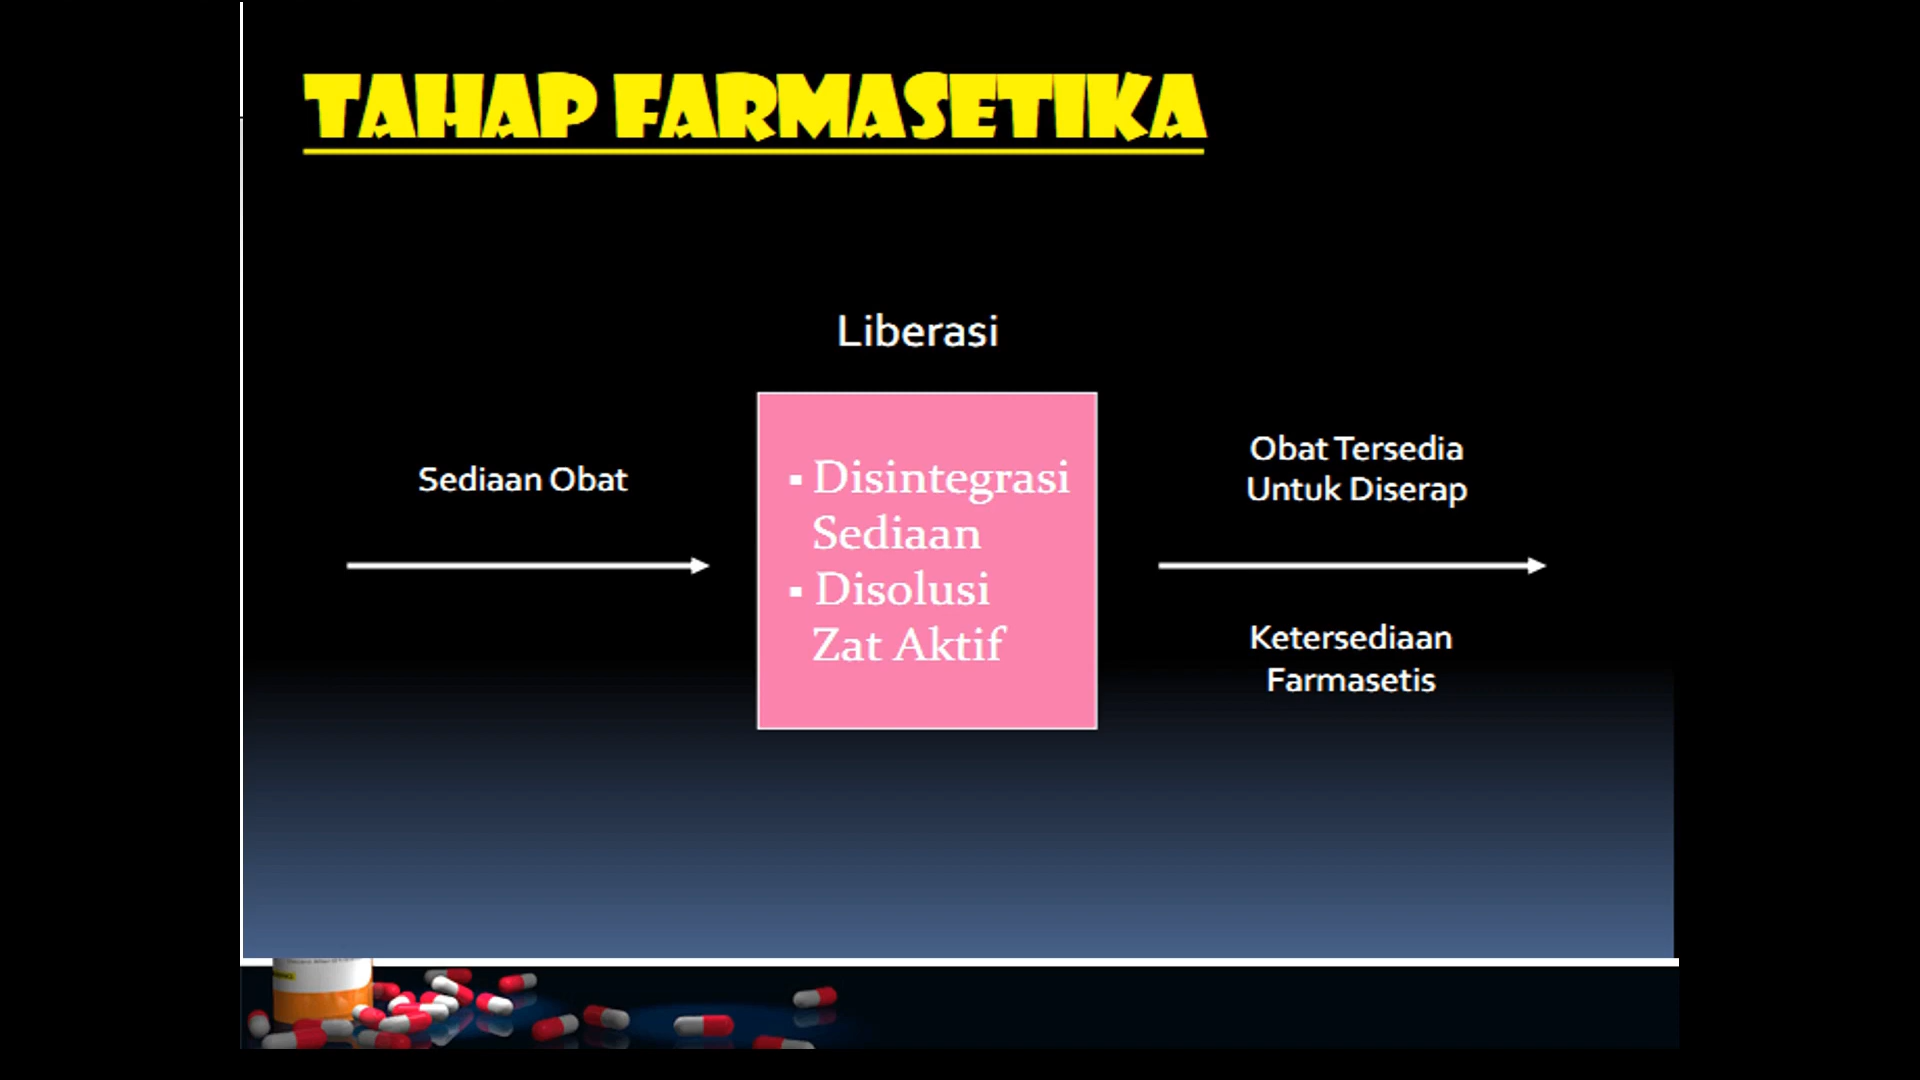 TAHAP FARMASETIKA
Liberasi
Sediaan Obat
▪ Disintegrasi
Sediaan
▪ Disolusi
Zat Aktif
Obat Tersedia
Untuk Diserap
Ketersediaan
Farmasetis